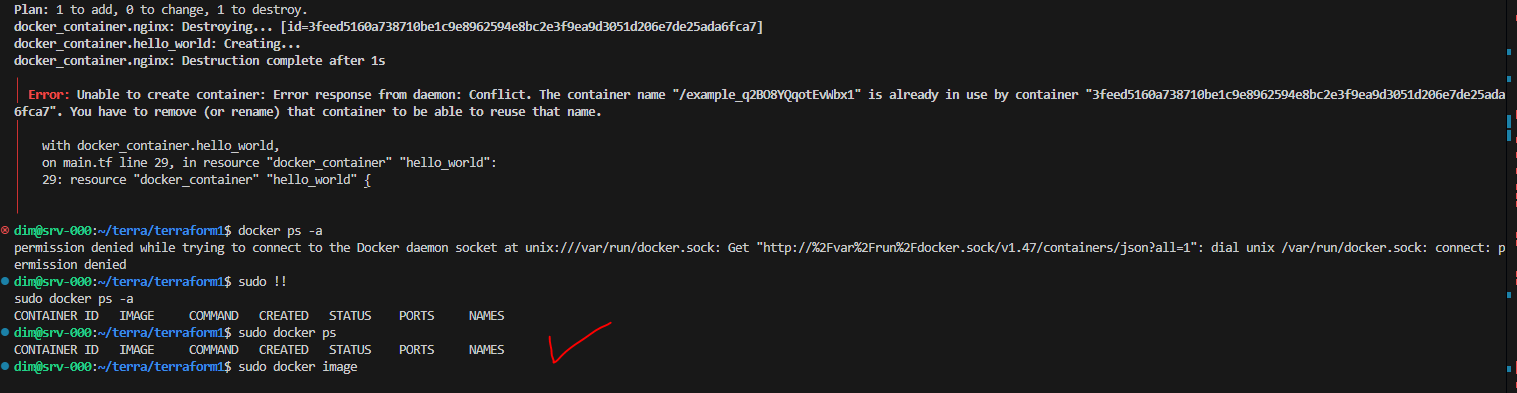 Plan: 1 to add, 0 to change, 1 to destroy.
docker_container.nginx: Destroying... [id=3feed5160a738710be1c9e8962594e8bc2e3f9ea9d3051d206e7de25ada6fca7]
docker_container.hello_world: Creating...
docker_container.nginx: Destruction complete after 1s
Error: Unable to create container: Error response from daemon: Conflict. The container name "/example_q2BO8YQqotEvWbx1" is already in use by container "3feed5160a738710be1c9e8962594e8bc2e3f9ea9d3051d206e7de25ada
6fca7". You have to remove (or rename) that container to be able to reuse that name.
with docker_container.hello_world,
on main.tf line 29, in resource "docker_container" "hello_world":
29: resource "docker_container" "hello_world" {
dim@srv-000:~/terra/terraform1$ docker ps -a
permission denied while trying to connect to the Docker daemon socket at unix:///var/run/docker.sock: Get "http://%2Fvar%2Frun%2Fdocker.sock/v1.47/containers/json?all=1": dial unix /var/run/docker.sock: connect: p
ermission denied
dim@srv-000:~/terra/terraform1$ sudo !!
sudo docker ps -a
CONTAINER ID   IMAGE     COMMAND   CREATED   STATUS    PORTS     NAMES
dim@srv-000:~/terra/terraform1$ sudo docker ps
CONTAINER ID   IMAGE     COMMAND   CREATED   STATUS    PORTS     NAMES
dim@srv-000:~/terra/terraform1$ sudo docker image